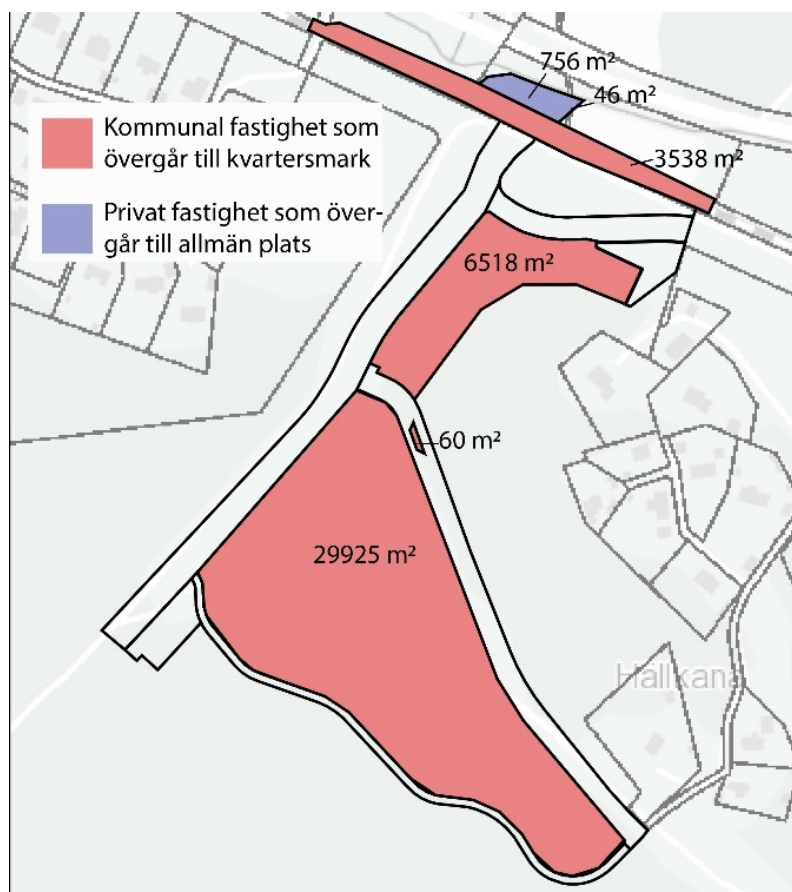 756 m²
46 m²
Kommunal fastighet som
övergår till kvartersmark
3538 m²
Privat fastighet som över-
går till allmän plats
6518 m²
60 m²
29925 m²
Hällkana